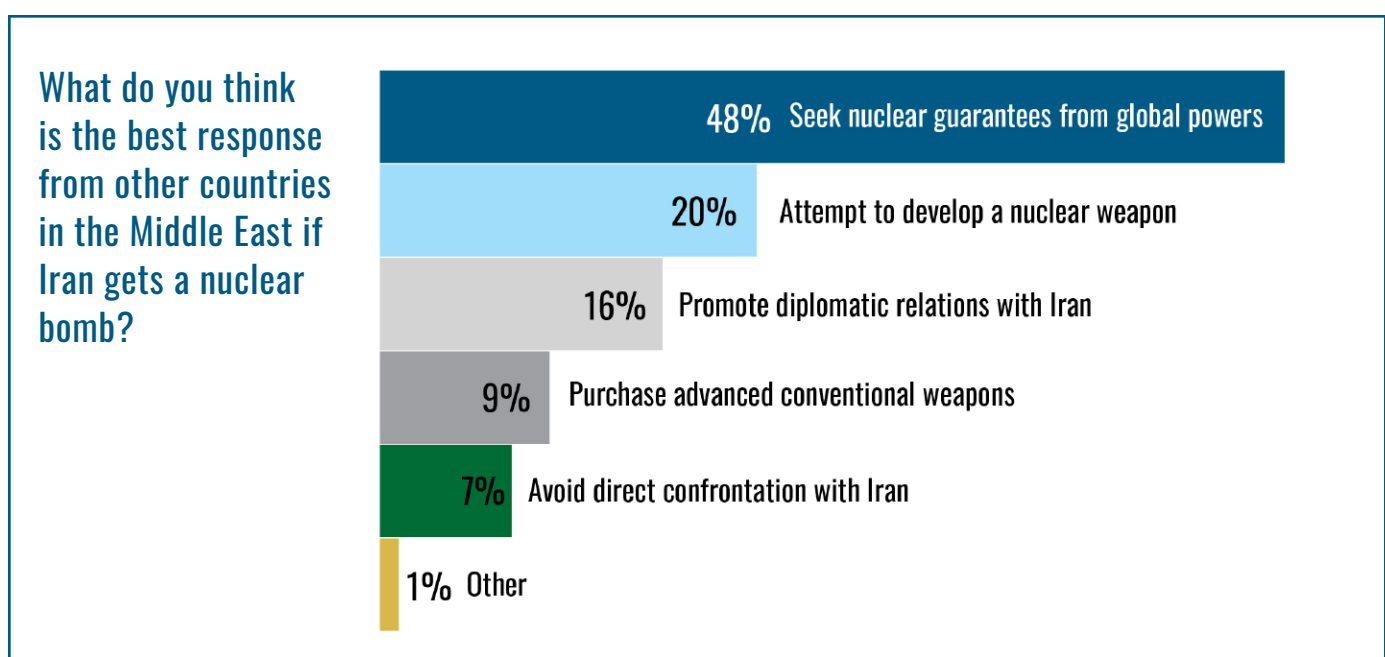 What do you think
is the best response
from other countries
in the Middle East if
Iran gets a nuclear
bomb?
48% Seek nuclear guarantees from global powers
20% Attempt to develop a nuclear weapon
16% Promote diplomatic relations with Iran
9% Purchase advanced conventional weapons
7% Avoid direct confrontation with Iran
1% Other